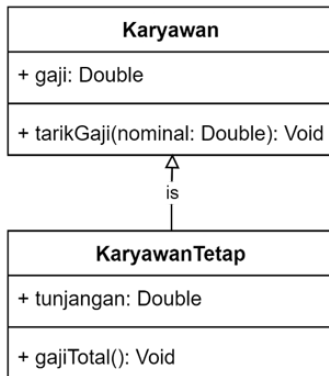 Karyawan
+ gaji: Double
+ tarikGaji(nominal: Double): Void
is
KaryawanTetap
+ tunjangan: Double
+ gajiTotal(): Void